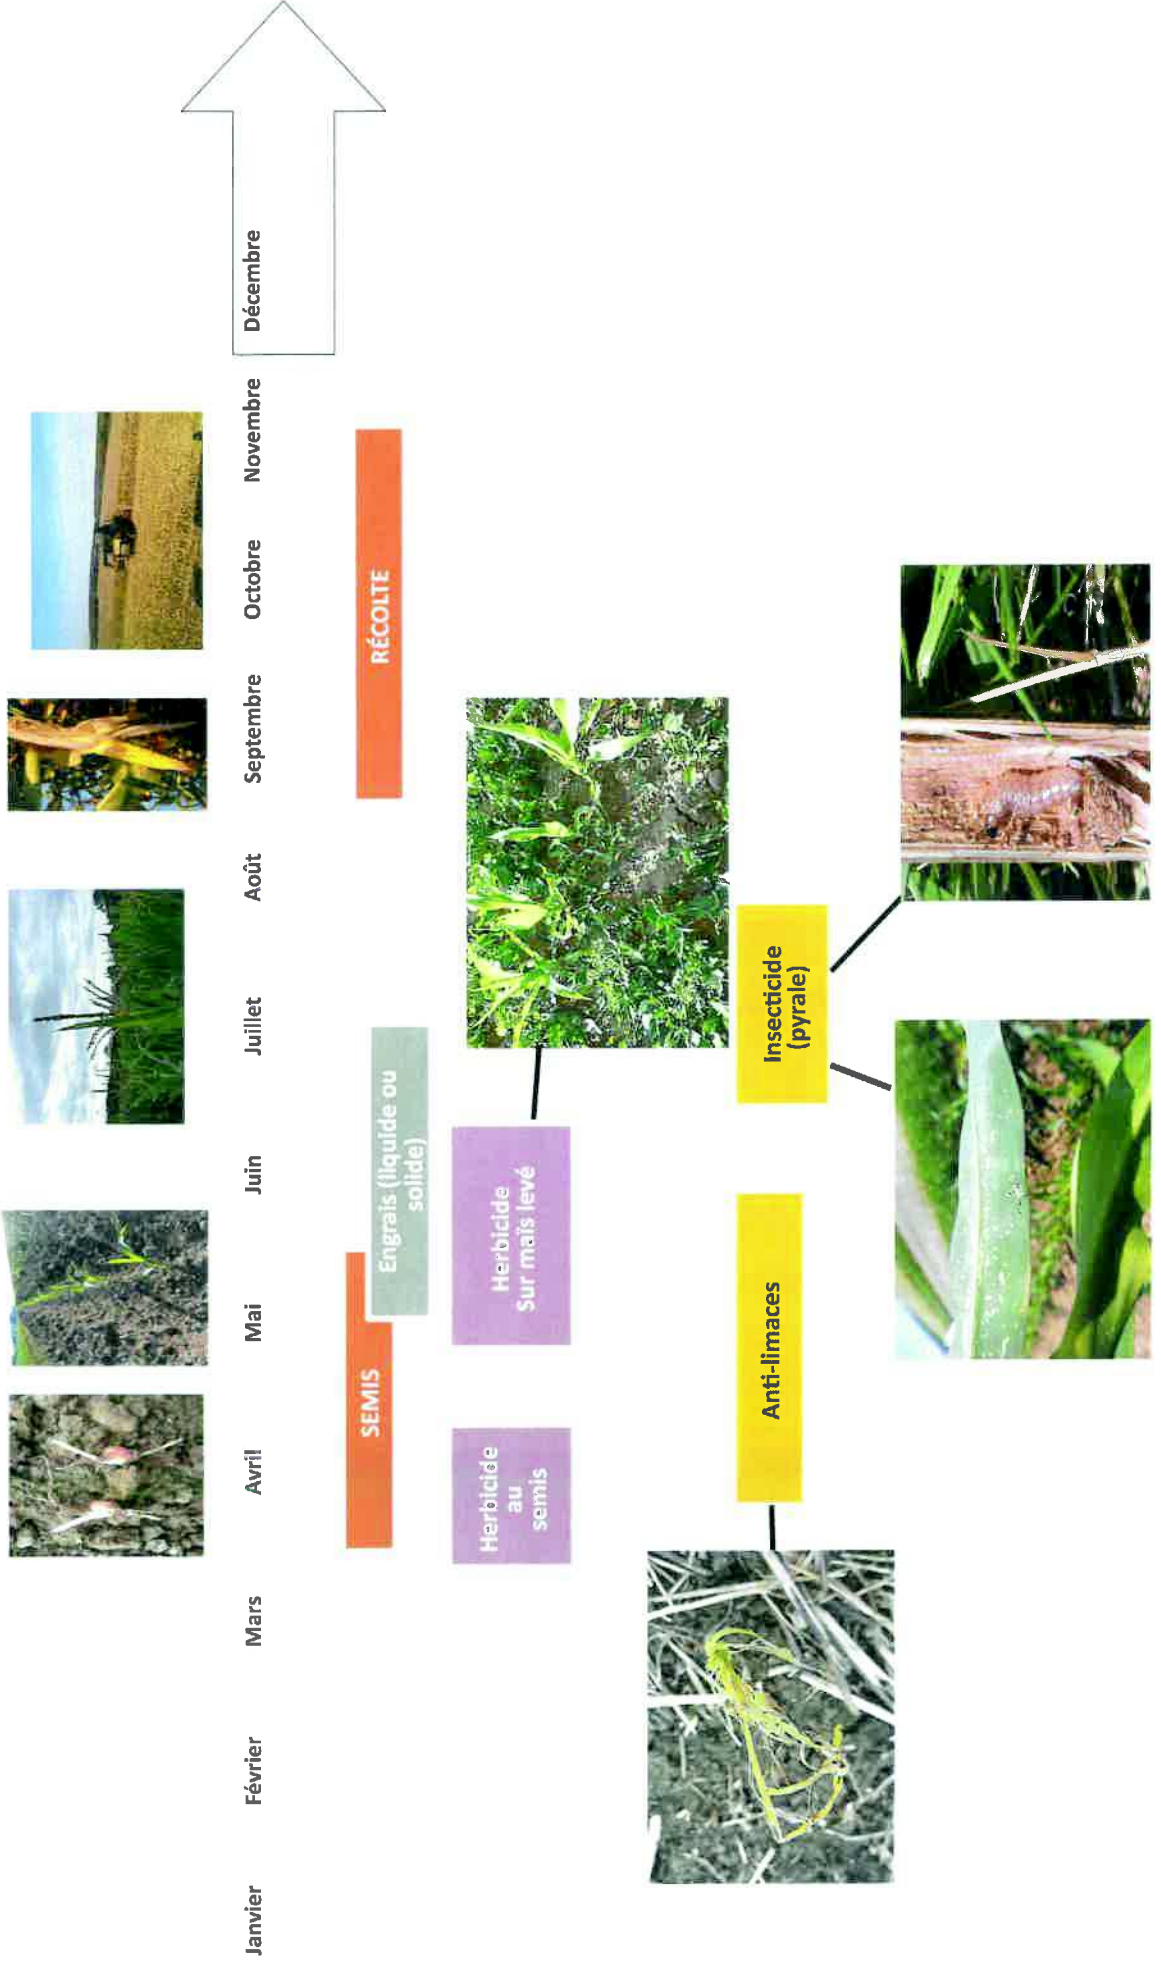 Janvier
Février
Mars
Avril
Mai
Juin
Juillet
Août
Septembre
Octobre
Novembre
Décembre
SEMIS
RÉCOLTE
Engrais (liquide ou
solide)
Herbicide
au
semis
Herbicide
Sur maïs levé
Anti-limaces
Insecticide
(pyrale)